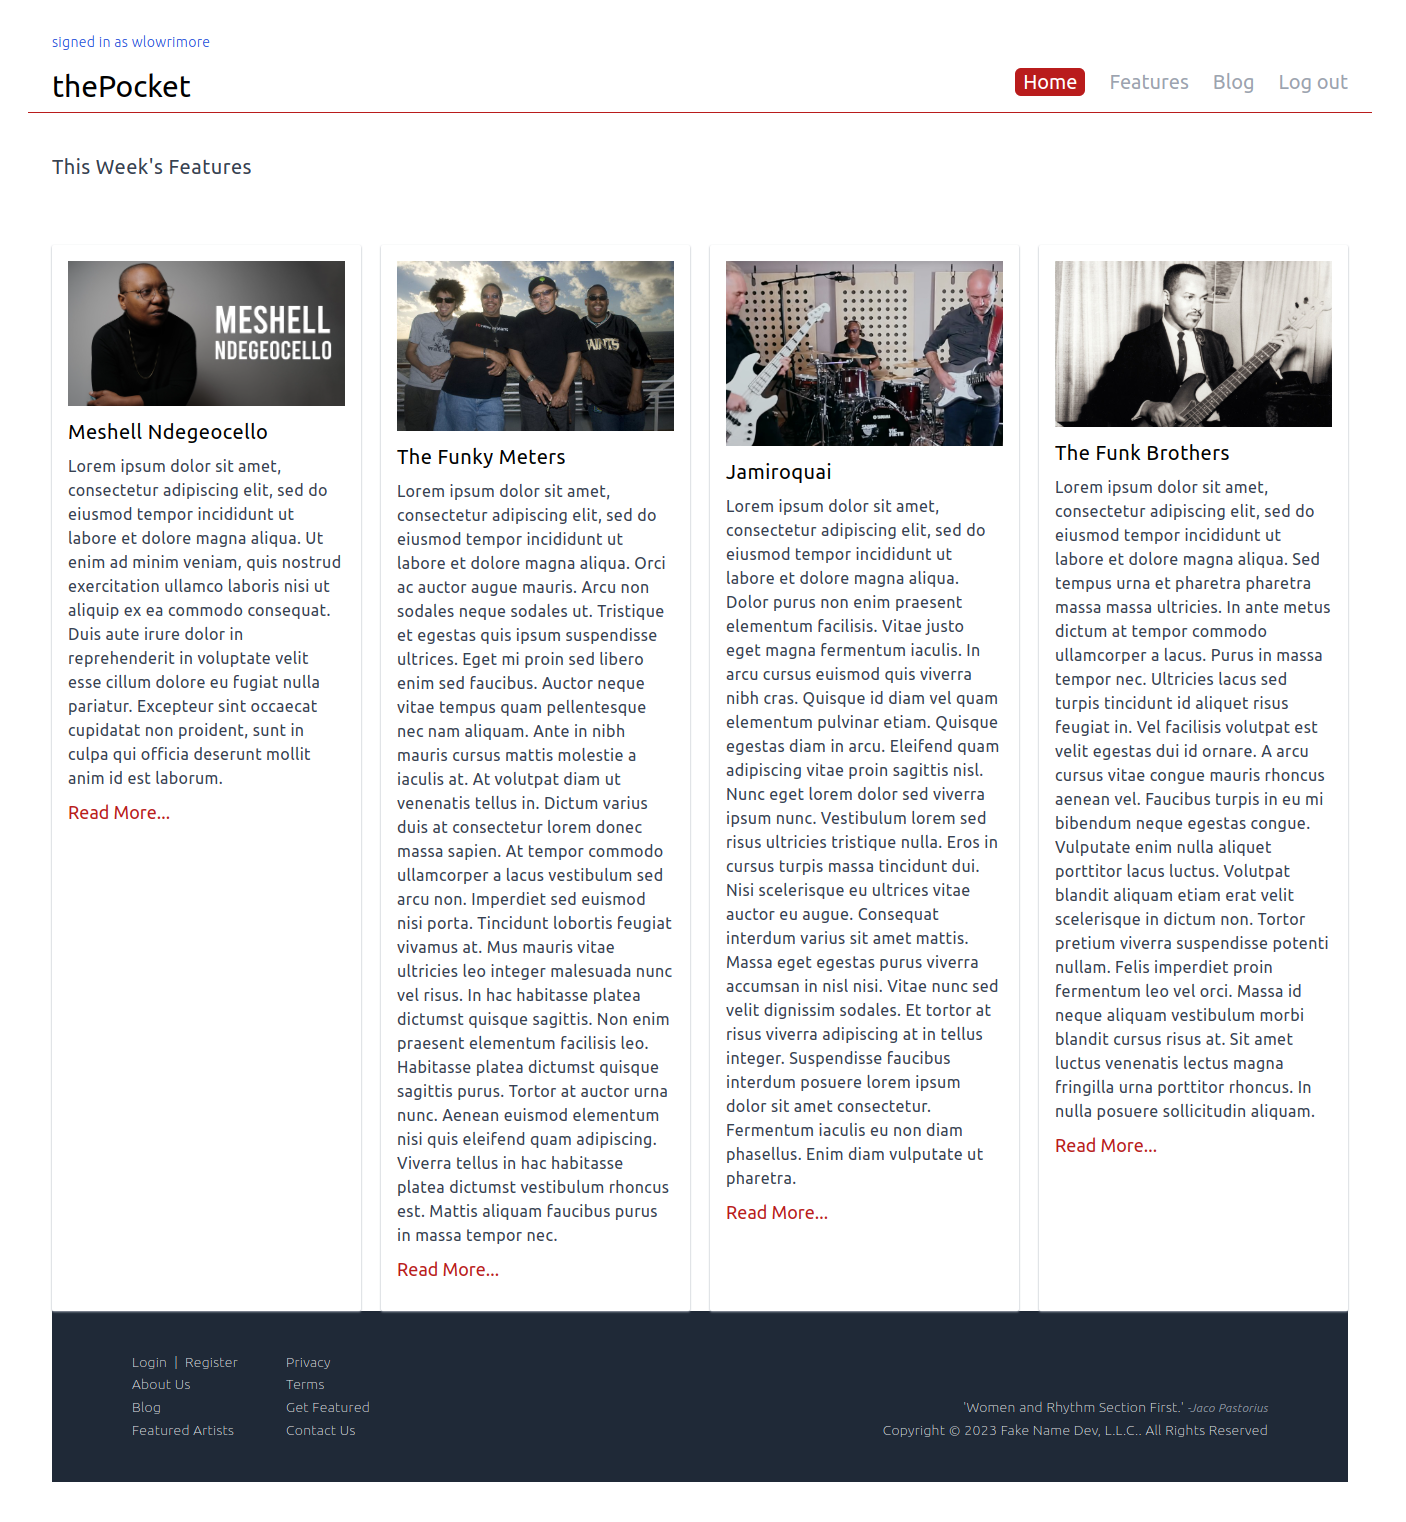 signed in as wlowrimore
thePocket
Home
Features
Blog
Log out
This Week's Features
MESHELL
NDEGEOCELLO
Meshell Ndegeocello
Lorem ipsum dolor sit amet,
consectetur adipiscing elit, sed do
eiusmod tempor incididunt ut
labore et dolore magna aliqua. Ut
enim ad minim veniam, quis nostrud
exercitation ullamco laboris nisi ut
aliquip ex ea commodo consequat.
Duis aute irure dolor in
reprehenderit in voluptate velit
esse cillum dolore eu fugiat nulla
pariatur. Excepteur sint occaecat
cupidatat non proident, sunt in
culpa qui officia deserunt mollit
anim id est laborum.
Read More...
The Funky Meters
Lorem ipsum dolor sit amet,
consectetur adipiscing elit, sed do
eiusmod tempor incididunt ut
labore et dolore magna aliqua. Orci
ac auctor augue mauris. Arcu non
sodales neque sodales ut. Tristique
et egestas quis ipsum suspendisse
ultrices. Eget mi proin sed libero
enim sed faucibus. Auctor neque
vitae tempus quam pellentesque
nec nam aliquam. Ante in nibh
mauris cursus mattis molestie a
iaculis at. At volutpat diam ut
venenatis tellus in. Dictum varius
duis at consectetur lorem donec
massa sapien. At tempor commodo
ullamcorper a lacus vestibulum sed
arcu non. Imperdiet sed euismod
nisi porta. Tincidunt lobortis feugiat
vivamus at. Mus mauris vitae
ultricies leo integer malesuada nunc
vel risus. In hac habitasse platea
dictumst quisque sagittis. Non enim
praesent elementum facilisis leo.
Habitasse platea dictumst quisque
sagittis purus. Tortor at auctor urna
nunc. Aenean euismod elementum
nisi quis eleifend quam adipiscing.
Viverra tellus in hac habitasse
platea dictumst vestibulum rhoncus
est. Mattis aliquam faucibus purus
in massa tempor nec.
Read More...
Jamiroquai
Lorem ipsum dolor sit amet,
consectetur adipiscing elit, sed do
eiusmod tempor incididunt ut
labore et dolore magna aliqua.
Dolor purus non enim praesent
elementum facilisis. Vitae justo
eget magna fermentum iaculis. In
arcu cursus euismod quis viverra
nibh cras. Quisque id diam vel quam
elementum pulvinar etiam. Quisque
egestas diam in arcu. Eleifend quam
adipiscing vitae proin sagittis nisl.
Nunc eget lorem dolor sed viverra
ipsum nunc. Vestibulum lorem sed
risus ultricies tristique nulla. Eros in
cursus turpis massa tincidunt dui.
Nisi scelerisque eu ultrices vitae
auctor eu augue. Consequat
interdum varius sit amet mattis.
Massa eget egestas purus viverra
accumsan in nisl nisi. Vitae nunc sed
velit dignissim sodales. Et tortor at
risus viverra adipiscing at in tellus
integer. Suspendisse faucibus
interdum posuere lorem ipsum
dolor sit amet consectetur.
Fermentum iaculis eu non diam
phasellus. Enim diam vulputate ut
pharetra.
Read More...
The Funk Brothers
Lorem ipsum dolor sit amet,
consectetur adipiscing elit, sed do
eiusmod tempor incididunt ut
labore et dolore magna aliqua. Sed
tempus urna et pharetra pharetra
massa massa ultricies. In ante metus
dictum at tempor commodo
ullamcorper a lacus. Purus in massa
tempor nec. Ultricies lacus sed
turpis tincidunt id aliquet risus
feugiat in. Vel facilisis volutpat est
velit egestas dui id ornare. A arcu
cursus vitae congue mauris rhoncus
aenean vel. Faucibus turpis in eu mi
bibendum neque egestas congue.
Vulputate enim nulla aliquet
porttitor lacus luctus. Volutpat
blandit aliquam etiam erat velit
scelerisque in dictum non. Tortor
pretium viverra suspendisse potenti
nullam. Felis imperdiet proin
fermentum leo vel orci. Massa id
neque aliquam vestibulum morbi
blandit cursus risus at. Sit amet
luctus venenatis lectus magna
fringilla urna porttitor rhoncus. In
nulla posuere sollicitudin aliquam.
Read More...
Login | Register
About Us
Blog
Featured Artists
Privacy
Terms
Get Featured
Contact Us
'Women and Rhythm Section First.' -Jaco Pastorius
Copyright © 2023 Fake Name Dev, L.L.C.. All Rights Reserved